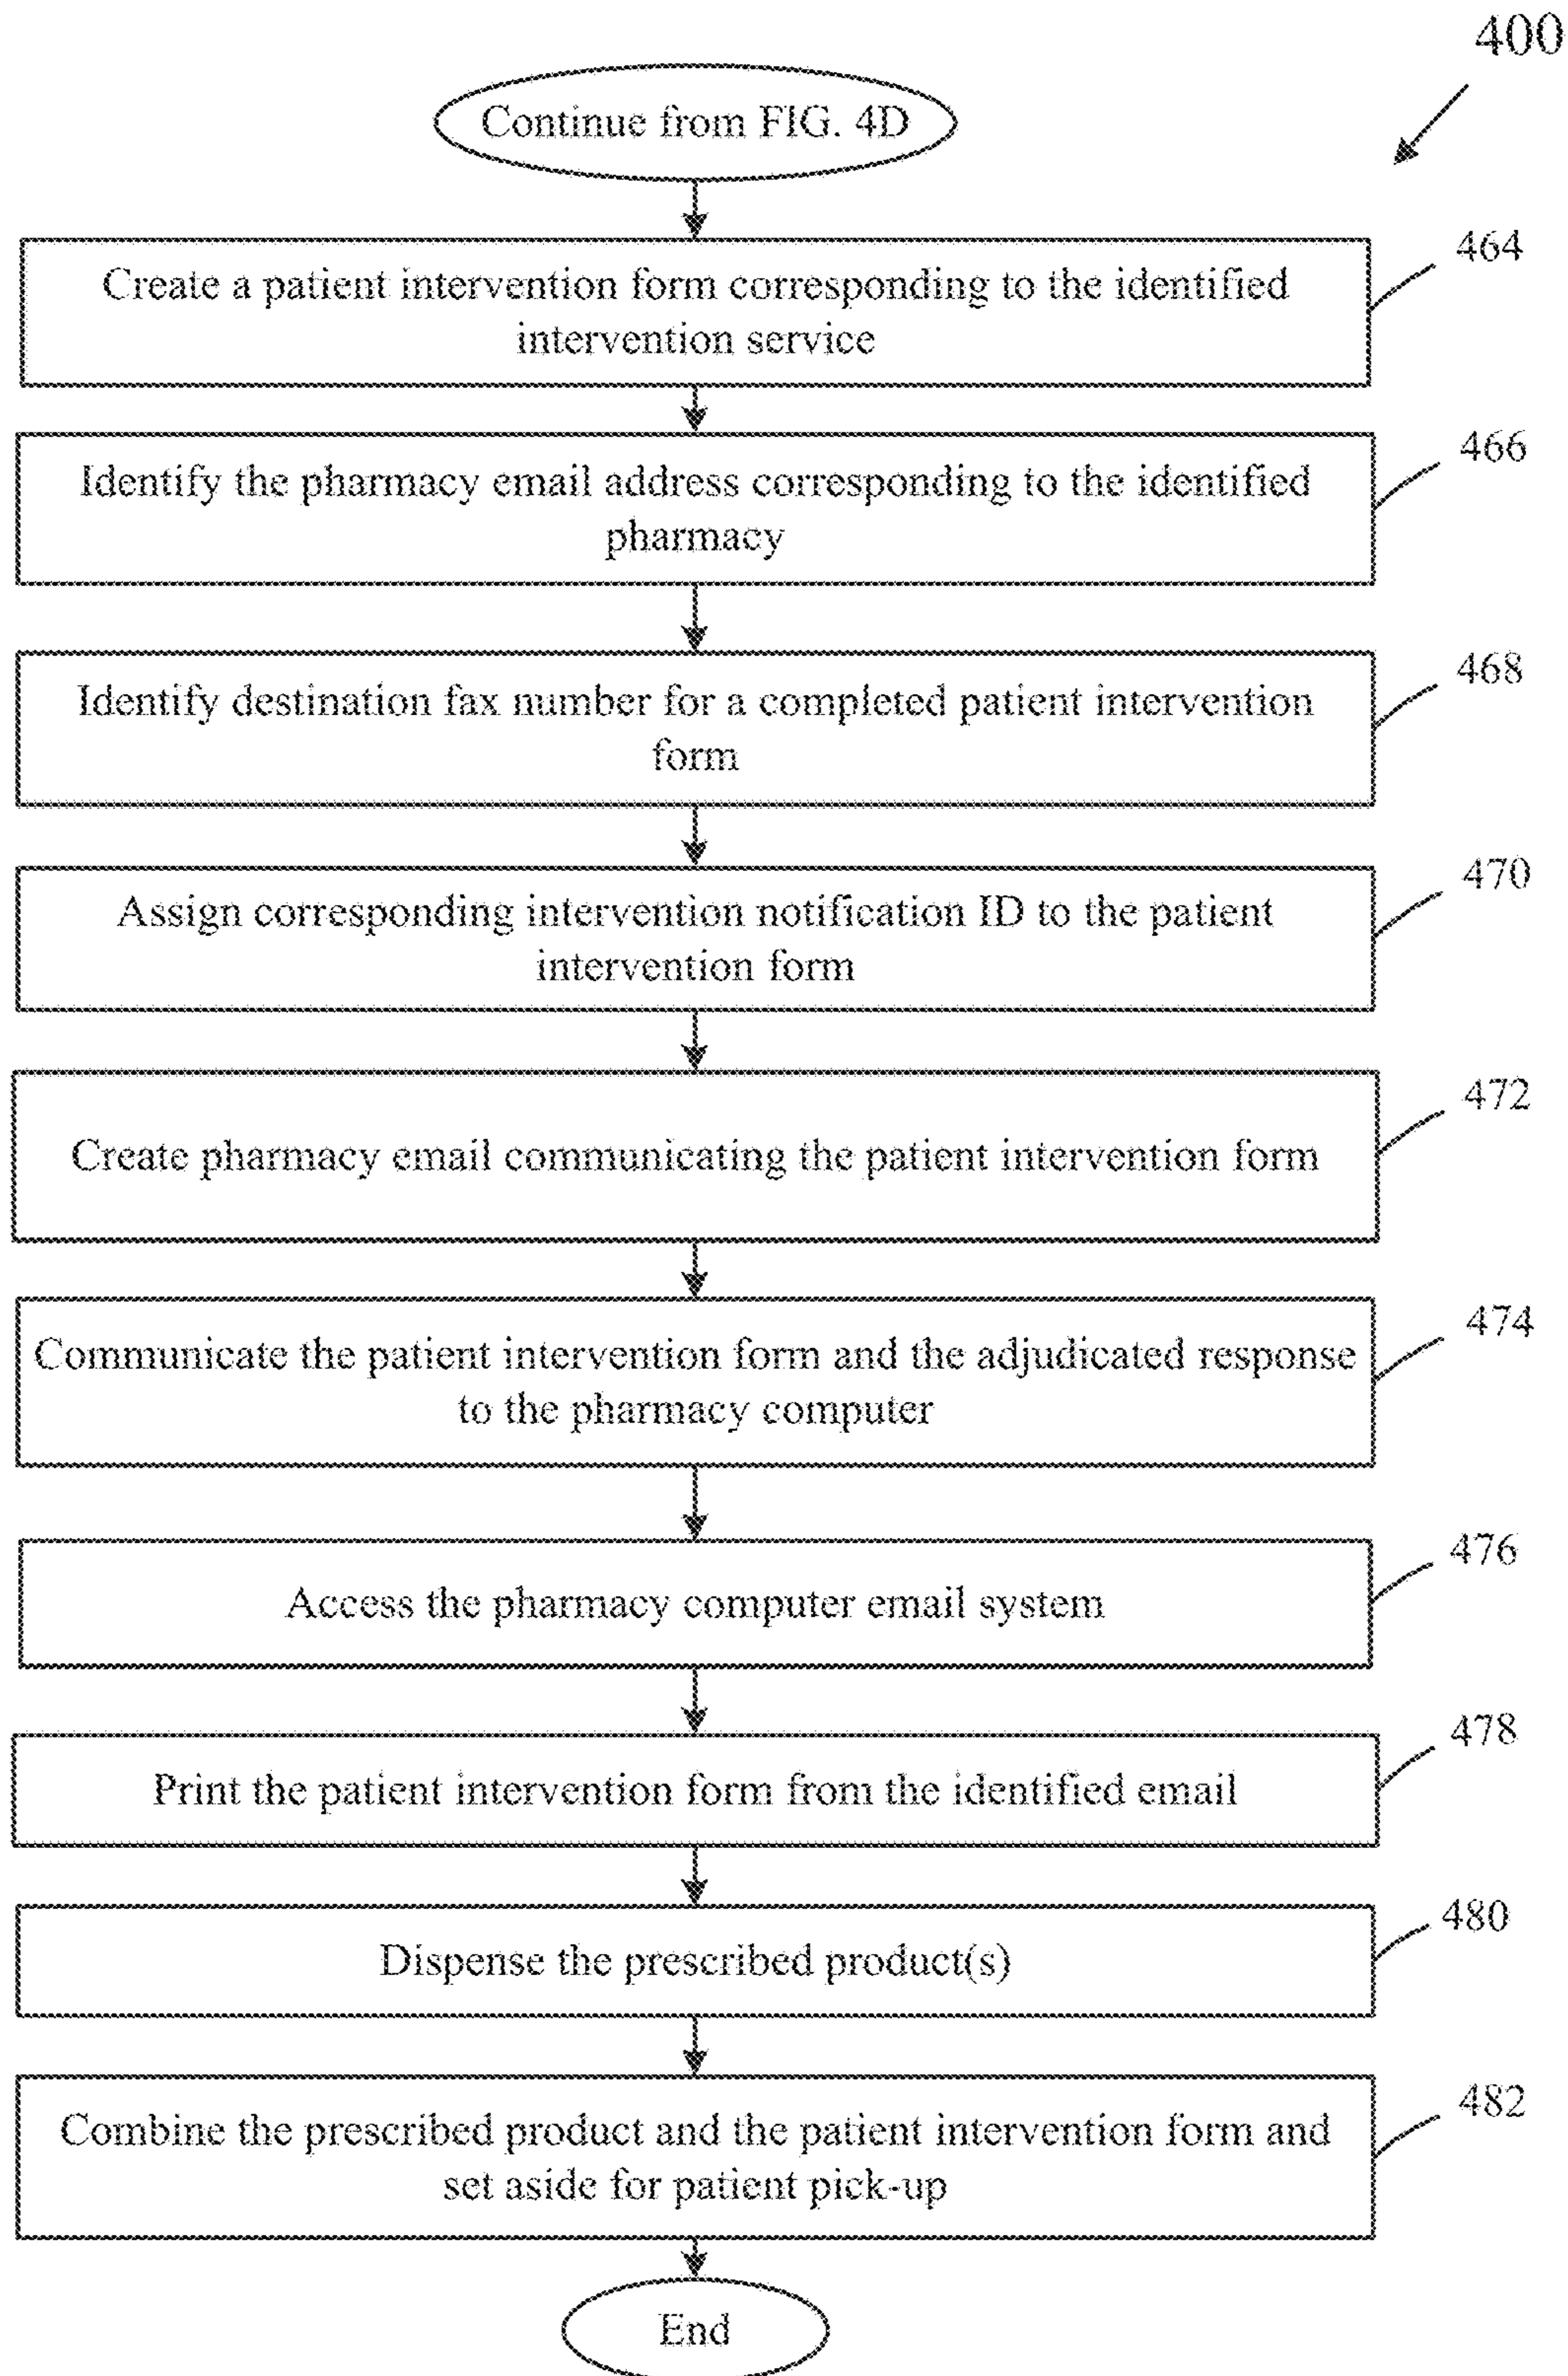 400
Continue from FIG. 4D
464
Create a patient intervention form corresponding to the identified
intervention service
466
Identify the pharmacy email address corresponding to the identified
pharmacy
468
Identify destination fax number for a completed patient intervention
form
470
Assign corresponding intervention notification ID to the patient
intervention form
472
Create pharmacy email communicating the patient intervention form
474
Communicate the patient intervention form and the adjudicated response
to the pharmacy computer
476
Access the pharmacy computer email system
478
Print the patient intervention form from the identified email
480
Dispense the prescribed product(s)
482
Combine the prescribed product and the patient intervention form and
set aside for patient pick-up
End